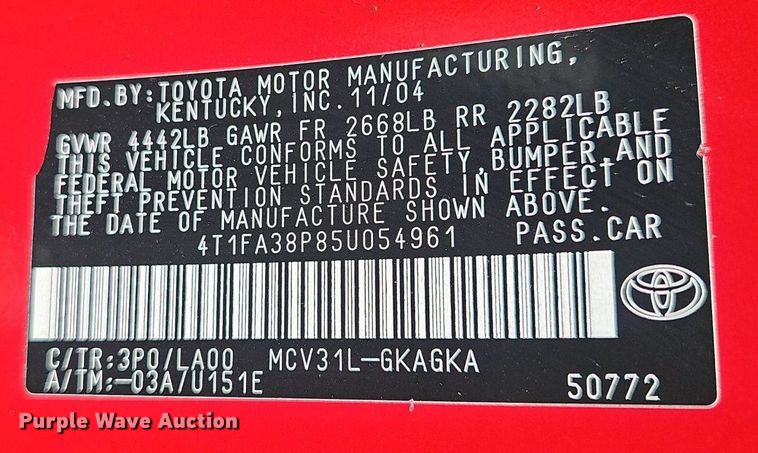 MFD. BY: TOYOTA MOTOR MANUFACTURING,
KENTUCKY, INC. 11/04
GVWR 4442LB GAWR FR 2668LB RR 2282LB
THIS VEHICLE CONFORMS TO ALL APPLICABLE
FEDERAL MOTOR VEHICLE SAFETY, BUMPER, AND
THEFT PREVENTION STANDARDS IN EFFECT ON
THE DATE OF MANUFACTURE SHOWN ABOVE.
4T1FA38P85U054961 PASS. CAR
C/TR: 3P0/LA00 MCV31L-GKAGKA
A/TM: -03A/U151E 50772
Purple Wave Auction